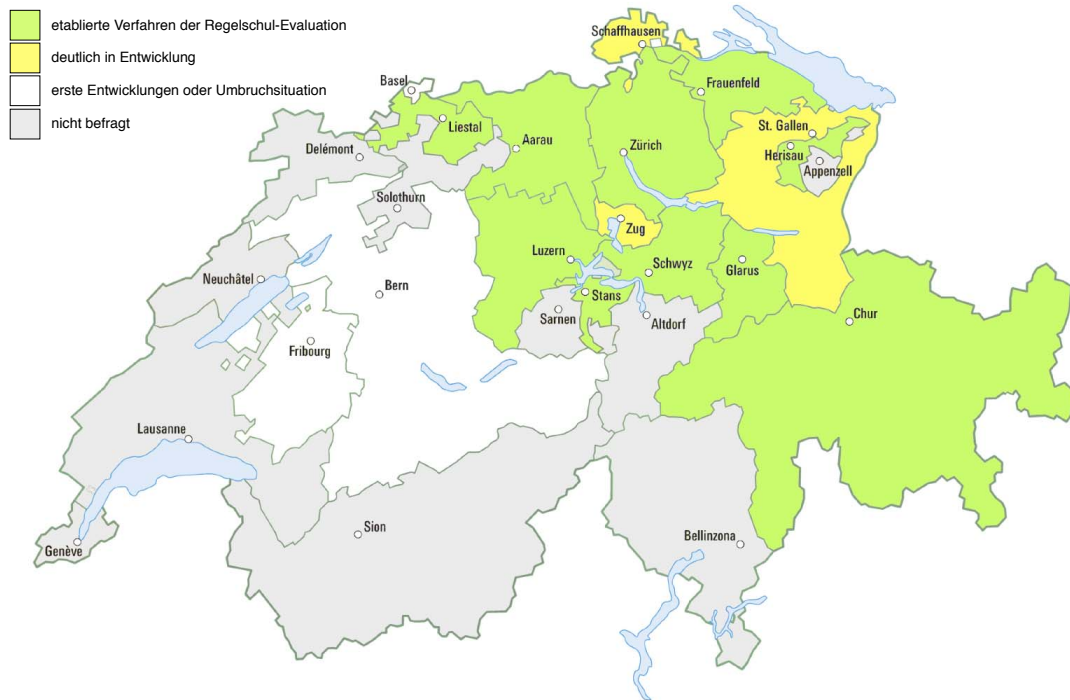 etablierte Verfahren der Regelschul-Evaluation
deutlich in Entwicklung
erste Entwicklungen oder Umbruchsituation
nicht befragt
Schaffhausen
Basel
Frauenfeld
Liestal
St. Gallen
Delémont
Aarau
Zürich
Herisau
Appenzell
Solothurn
Zug
Luzern
Schwyz
Glarus
Neuchâtel
Bern
Stans
Sarnen
Altdorf
Chur
Fribourg
Lausanne
Sion
Bellinzona
Genève